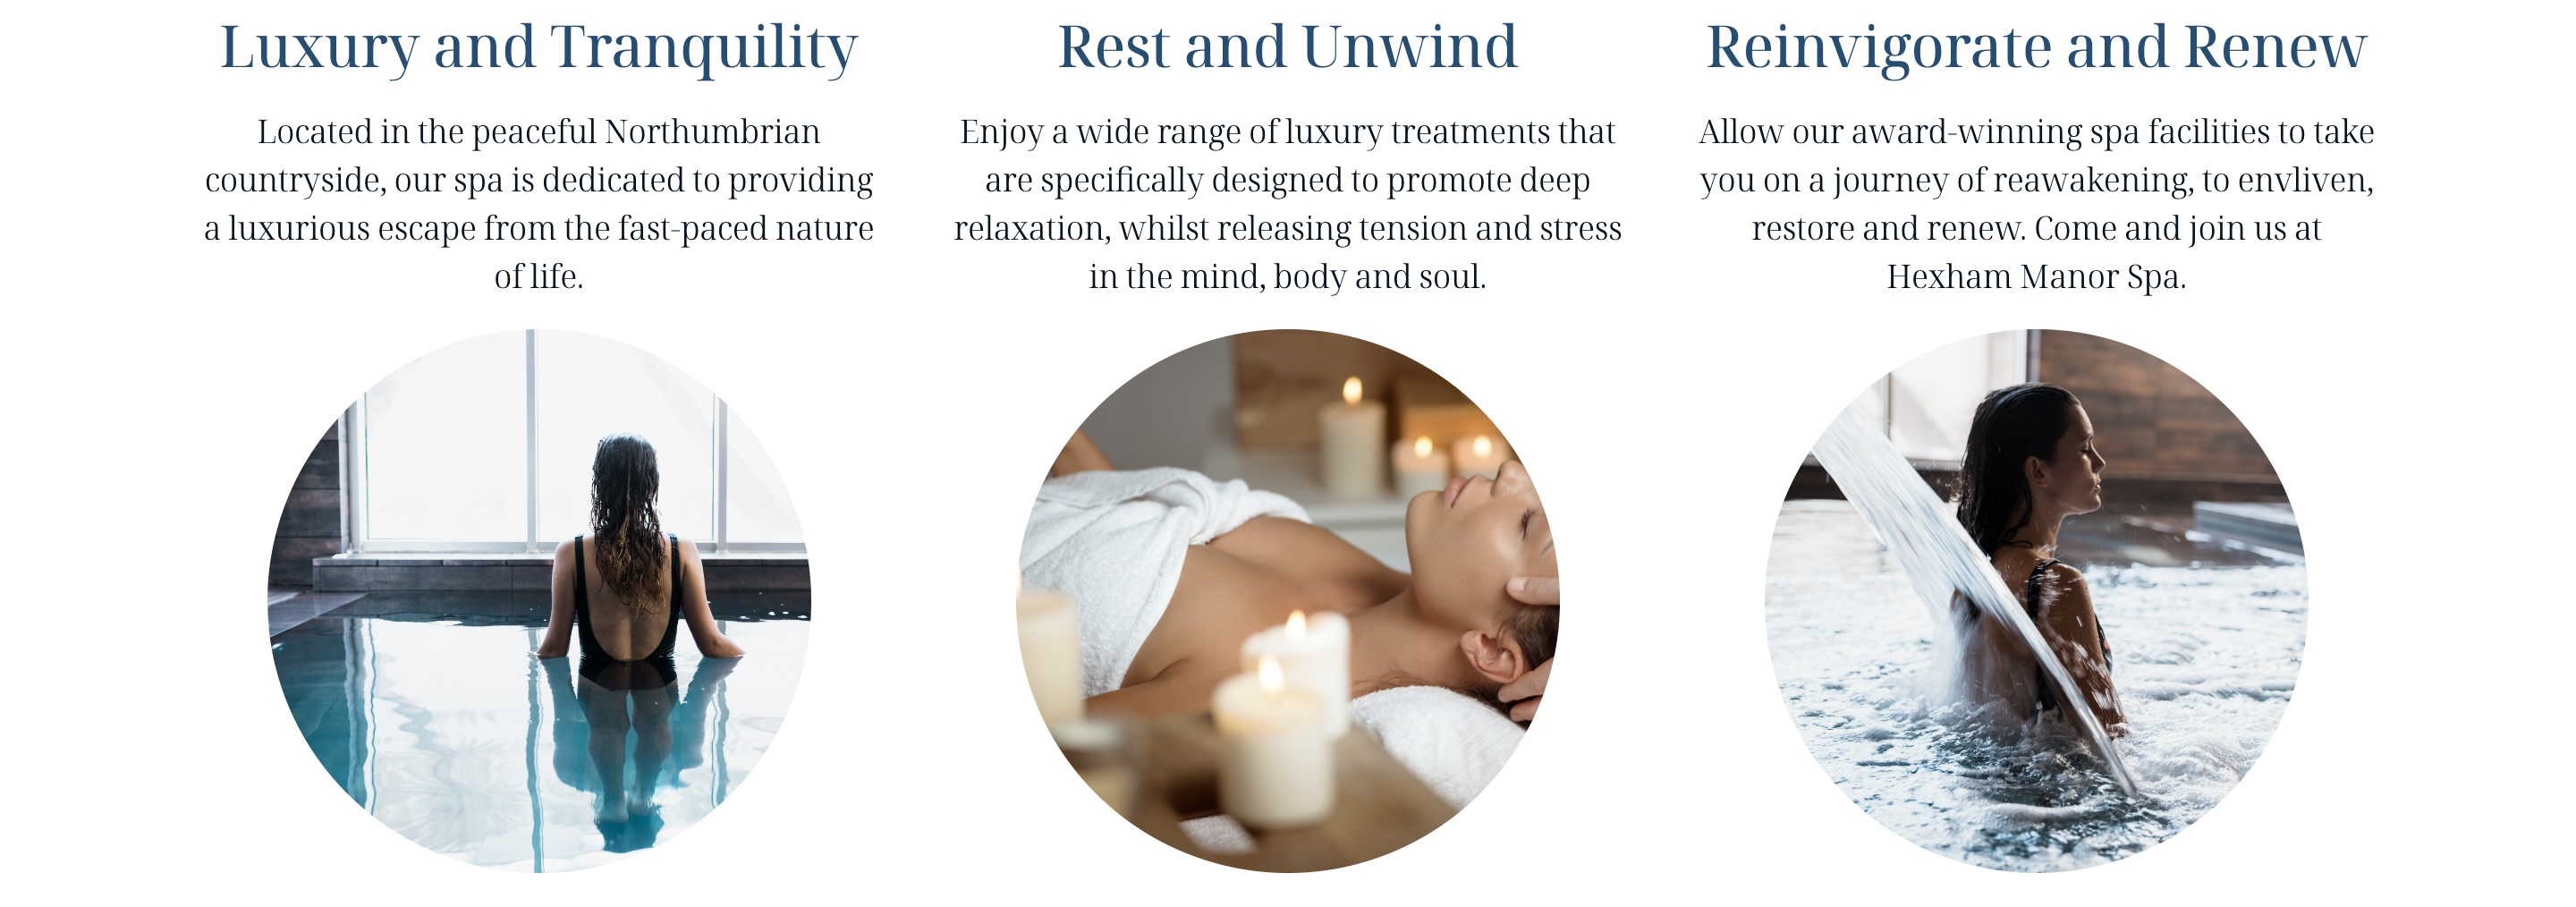 Luxury and Tranquility
Located in the peaceful Northumbrian
countryside, our spa is dedicated to providing
a luxurious escape from the fast-paced nature
of life.
Rest and Unwind
Enjoy a wide range of luxury treatments that
are specifically designed to promote deep
relaxation, whilst releasing tension and stress
in the mind, body and soul.
Reinvigorate and Renew
Allow our award-winning spa facilities to take
you on a journey of reawakening, to envliven,
restore and renew. Come and join us at
Hexham Manor Spa.